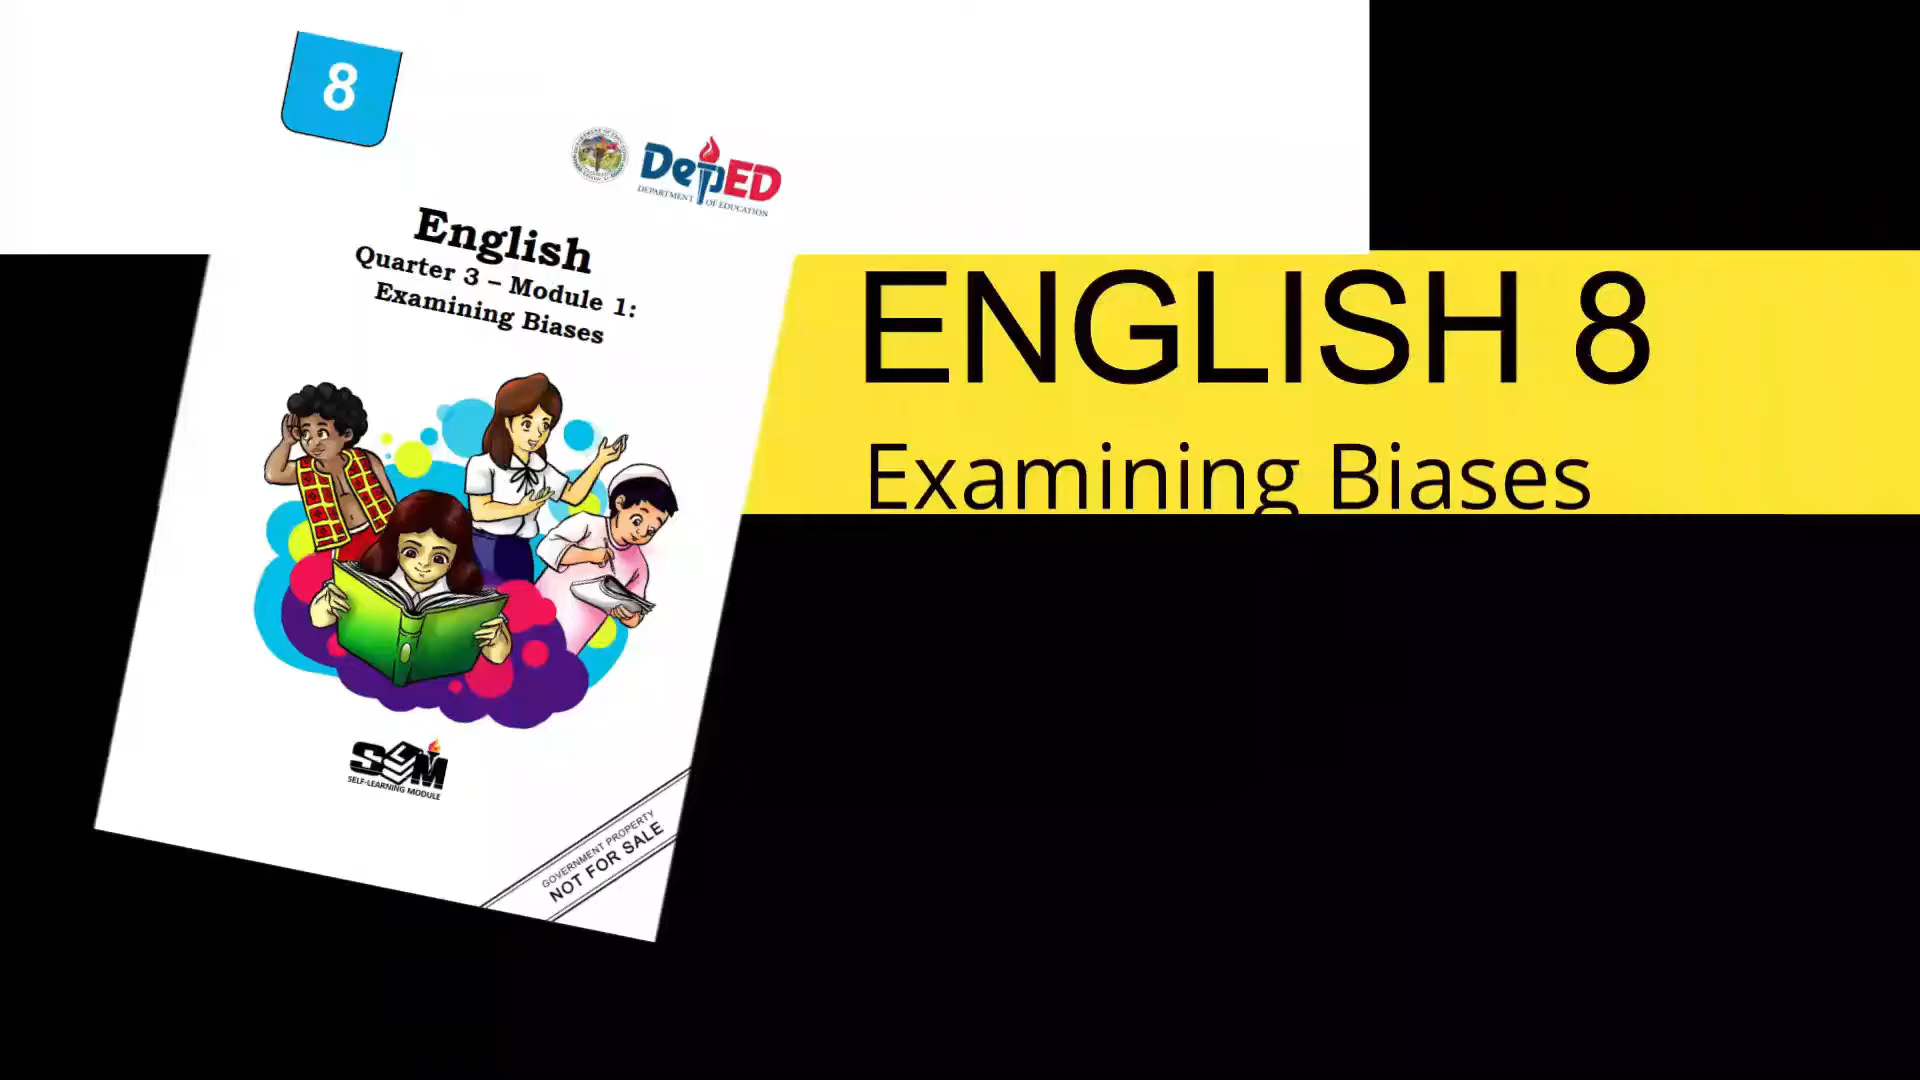 8
DepED
DEPARTMENT OF EDUCATION
English
Quarter 3 – Module 1:
Examining Biases
ENGLISH 8
Examining Biases
SLM
SELF-LEARNING MODULE
GOVERNMENT PROPERTY
NOT FOR SALE